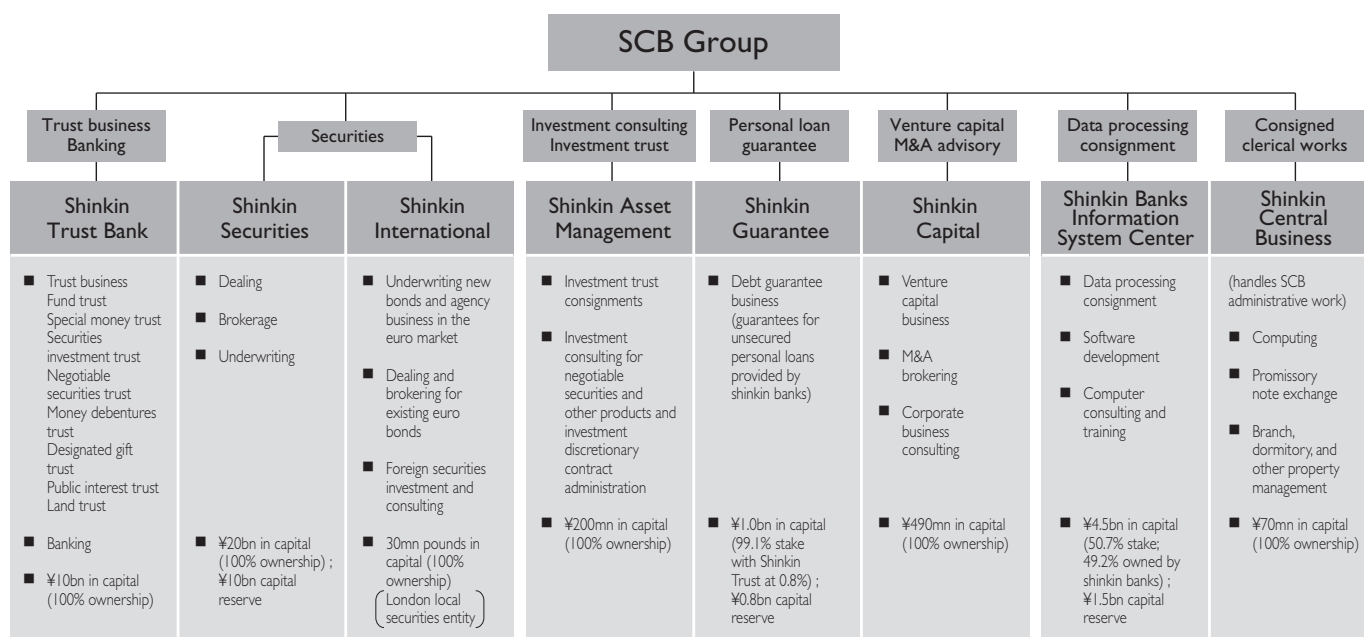 SCB Group
Trust business
Banking
Securities
Investment consulting
Investment trust
Personal loan
guarantee
Venture capital
M&A advisory
Data processing
consignment
Consigned
clerical works
Shinkin
Trust Bank
■ Trust business
Fund trust
Special money trust
Securities
investment trust
Negotiable
securities trust
Money debentures
trust
Designated gift
trust
Public interest trust
Land trust
■ Banking
■ ¥10bn in capital
(100% ownership)
Shinkin
Securities
■ Dealing
■ Brokerage
■ Underwriting
■ ¥20bn in capital
(100% ownership) ;
¥10bn capital
reserve
Shinkin
International
■ Underwriting new
bonds and agency
business in the
euro market
■ Dealing and
brokering for
existing euro
bonds
■ Foreign securities
investment and
consulting
■ 30mn pounds in
capital (100%
ownership)
(London local
securities entity)
Shinkin Asset
Management
■ Investment trust
consignments
■ Investment
consulting for
negotiable
securities and
other products and
investment
discretionary
contract
administration
■ ¥200mn in capital
(100% ownership)
Shinkin
Guarantee
■ Debt guarantee
business
(guarantees for
unsecured
personal loans
provided by
shinkin banks)
■ ¥1.0bn in capital
(99.1% stake
with Shinkin
Trust at 0.8%) ;
¥0.8bn capital
reserve
Shinkin
Capital
■ Venture
capital
business
■ M&A
brokering
■ Corporate
business
consulting
■ ¥490mn in capital
(100% ownership)
Shinkin Banks
Information
System Center
■ Data processing
consignment
■ Software
development
■ Computer
consulting and
training
■ ¥4.5bn in capital
(50.7% stake;
49.2% owned by
shinkin banks) ;
¥1.5bn capital
reserve
Shinkin
Central
Business
(handles SCB
administrative work)
■ Computing
■ Promissory
note exchange
■ Branch,
dormitory, and
other property
management
■ ¥70mn in capital
(100% ownership)